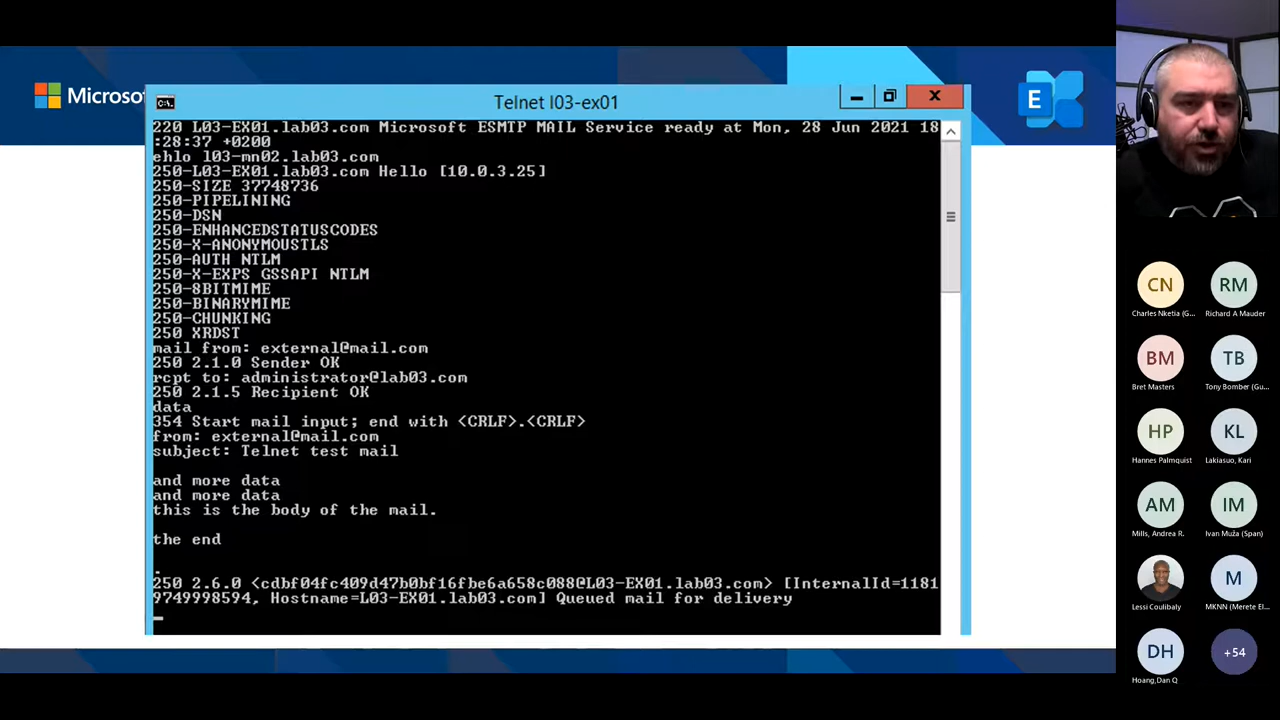 Microso
Telnet l03-ex01
E
220 L03-EX01.lab03.com Microsoft ESMTP MAIL Service ready at Mon, 28 Jun 2021 18
:28:37 +0200
ehlo l03-mn02.lab03.com
250-L03-EX01.lab03.com Hello [10.0.3.25]
250-SIZE 37748736
250-PIPELINING
250-DSN
250-ENHANCEDSTATUSCODES
250-X-ANONYMOUSTLS
250-AUTH NTLM
250-X-EXPS GSSAPI NTLM
250-8BITMIME
250-BINARYMIME
250-CHUNKING
250 XRDST
mail from: external@mail.com
250 2.1.0 Sender OK
rcpt to: administrator@lab03.com
250 2.1.5 Recipient OK
data
354 Start mail input; end with <CRLF>.<CRLF>
from: external@mail.com
subject: Telnet test mail
and more data
and more data
this is the body of the mail.
the end
.
250 2.6.0 <cdbf04fc409d47b0bf16fbe6a658c088@L03-EX01.lab03.com> [InternalId=1181
9749998594, Hostname=L03-EX01.lab03.com] Queued mail for delivery
CN
RM
Charles Nketia (G...
Richard A Mauder
BM
TB
Bret Masters
Tony Bomber (Gu...
HP
KL
Hannes Palmquist
Lakiasuo, Kari
AM
IM
Mills, Andrea R.
Ivan Muža (Span)
M
Lessi Coulibaly
MKNN (Merete El...
DH
+54
Hoang,Dan Q